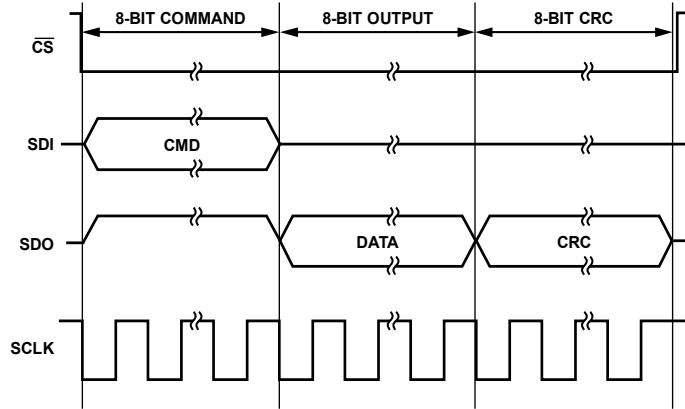 8-BIT COMMAND 8-BIT OUTPUT 8-BIT CRC
CS
SDI CMD
SDO DATA CRC
SCLK